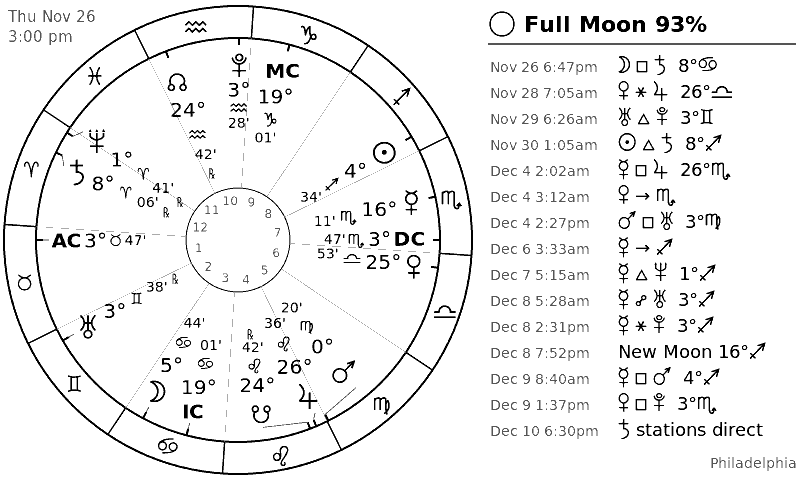 Thu Nov 26
3:00 pm
♒ ♑ ♐ ♏ ♎ ♍ ♌ ♋ ♊ ♉ ♈ ♓
♇ 3° ♒ 28'
MC 19° ♑ 01'
☊ 24° ♒ 42' ℞
♆ 1° ♈ 41' ℞
♄ 8° ♈ 06' ℞
AC 3° ♉ 47'
♅ 3° ♊ 38' ℞
☽ 5° ♋ 44'
IC 19° ♋ 01'
☋ 24° ♌ 42' ℞
♃ 26° ♌ 36'
♂ 0° ♍ 20'
☉ 4° ♐ 34'
☿ 16° ♏ 11'
DC 3° ♏ 47'
♀ 25° ♎ 53'
1 2 3 4 5 6 7 8 9 10 11 12
Full Moon 93%
Nov 26 6:47pm ☽ □ ♄ 8°♋
Nov 28 7:05am ♀ ⚹ ♃ 26°♎
Nov 29 6:26am ♅ △ ♇ 3°♊
Nov 30 1:05am ☉ △ ♄ 8°♐
Dec 4 2:02am ☿ □ ♃ 26°♏
Dec 4 3:12am ♀ → ♏
Dec 4 2:27pm ♂ □ ♅ 3°♍
Dec 6 3:33am ☿ → ♐
Dec 7 5:15am ☿ △ ♆ 1°♐
Dec 8 5:28am ☿ ☍ ♅ 3°♐
Dec 8 2:31pm ☿ ⚹ ♇ 3°♐
Dec 8 7:52pm New Moon 16°♐
Dec 9 8:40am ☿ □ ♂ 4°♐
Dec 9 1:37pm ♀ □ ♇ 3°♏
Dec 10 6:30pm ♄ stations direct
Philadelphia